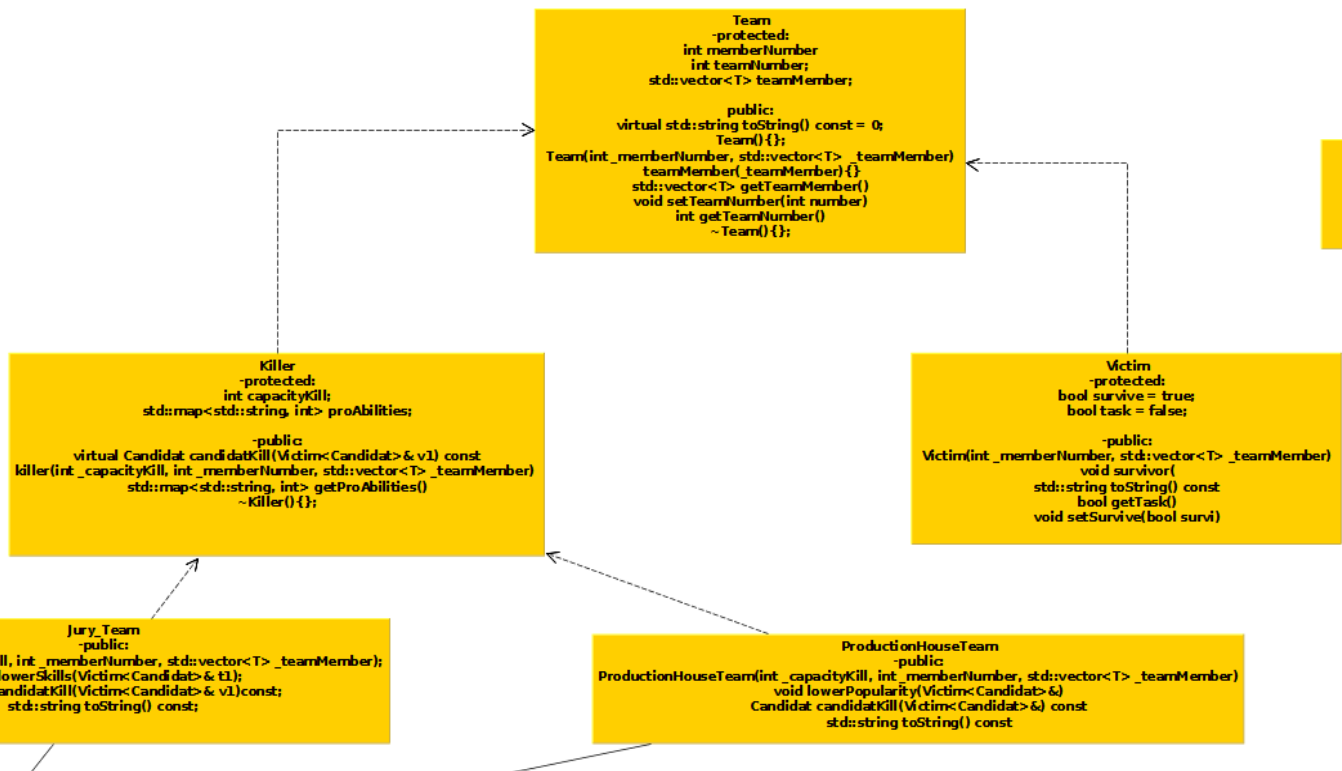 Team
-protected:
int memberNumber
int teamNumber;
std::vector<T> teamMember;
public:
virtual std::string toString() const = 0;
Team(){};
Team(int _memberNumber, std::vector<T> _teamMember)
teamMember(_teamMember){}
std::vector<T> getTeamMember()
void setTeamNumber(int number)
int getTeamNumber()
~Team(){};
Killer
-protected:
int capacityKill;
std::map<std::string, int> proAbilities;
-public:
virtual Candidat candidatKill(Victim<Candidat>& v1) const
killer(int _capacityKill, int _memberNumber, std::vector<T> _teamMember)
std::map<std::string, int> getProAbilities()
~Killer(){};
Victim
-protected:
bool survive = true;
bool task = false;
-public:
Victim(int _memberNumber, std::vector<T> _teamMember)
void survivor(
std::string toString() const
bool getTask()
void setSurvive(bool survi)
Jury_Team
-public:
ll, int _memberNumber, std::vector<T> _teamMember);
lowerSkills(Victim<Candidat>& t1);
andidatKill(Victim<Candidat>& v1)const;
std::string toString() const;
ProductionHouseTeam
-public:
ProductionHouseTeam(int _capacityKill, int _memberNumber, std::vector<T> _teamMember)
void lowerPopularity(Victim<Candidat>&)
Candidat candidatKill(Victim<Candidat>&) const
std::string toString() const